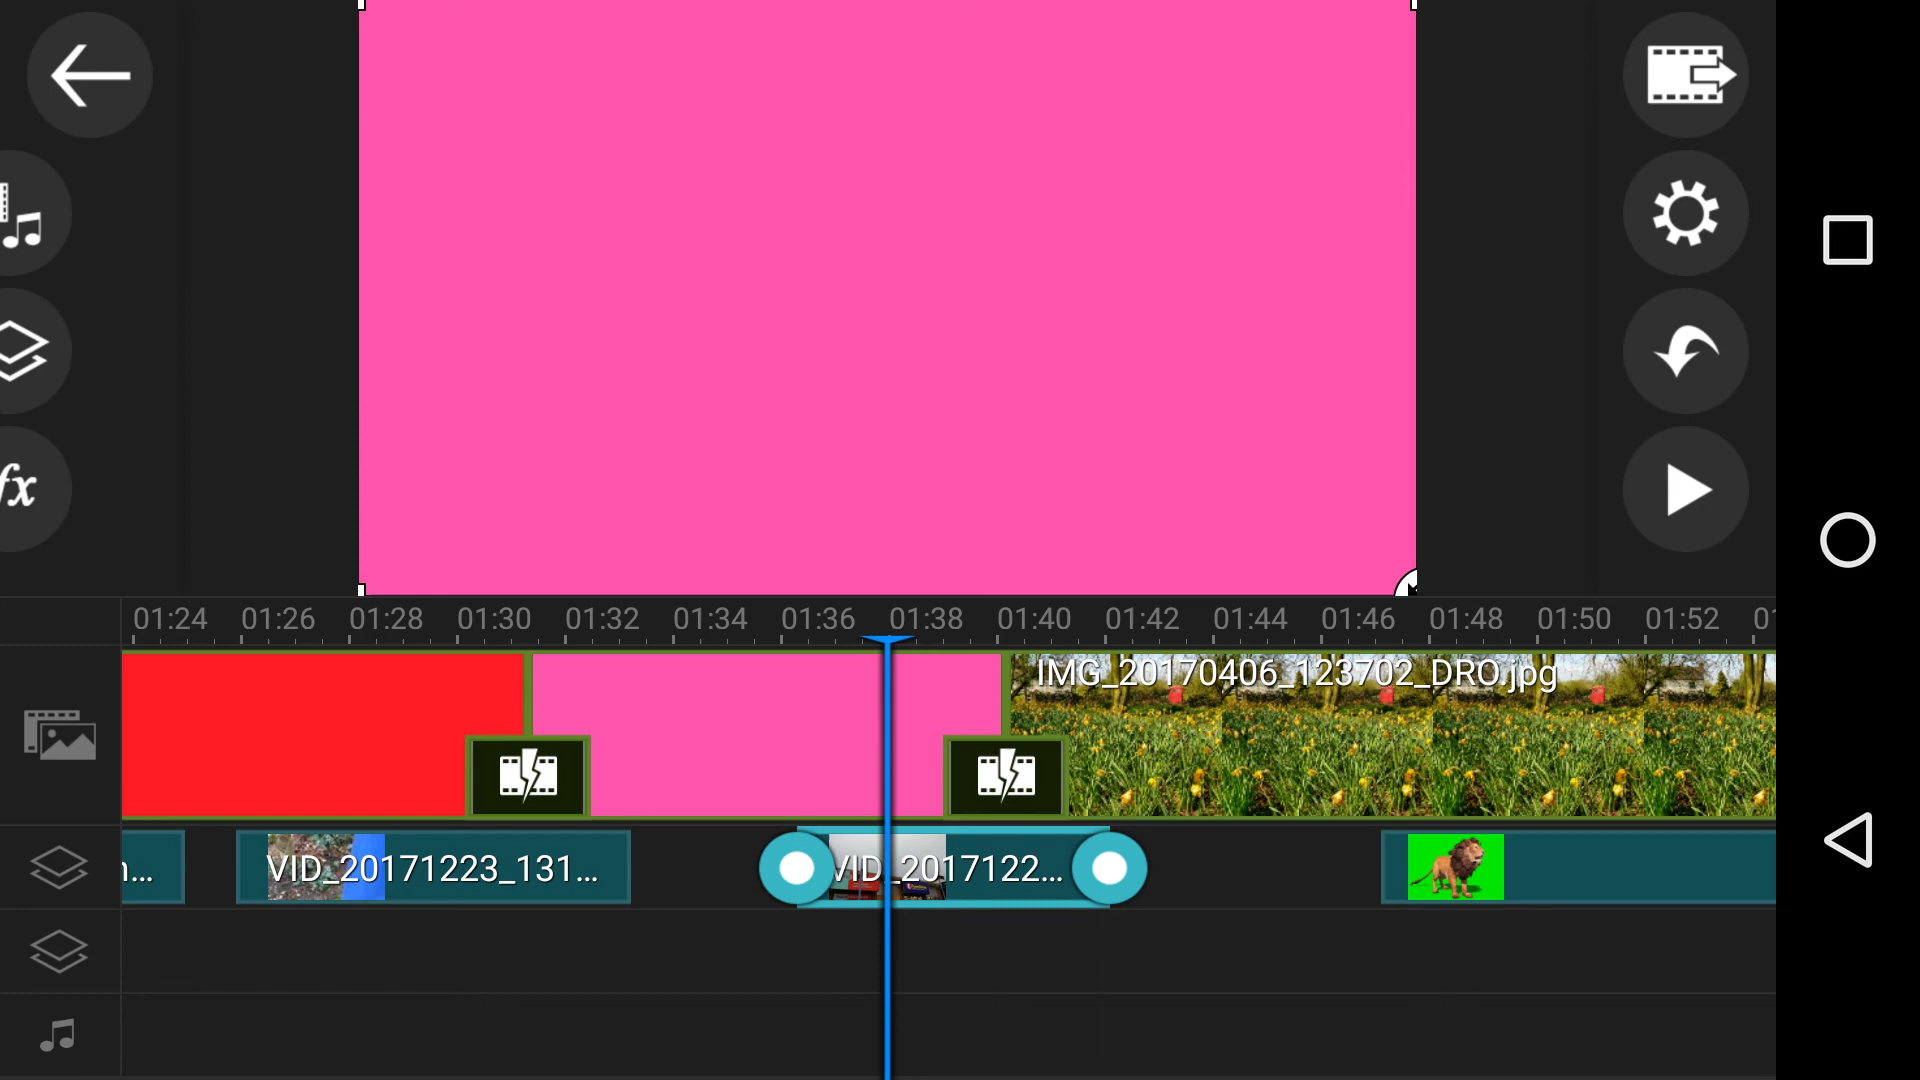 fx
01:24 01:26 01:28 01:30 01:32 01:34 01:36 01:38 01:40 01:42 01:44 01:46 01:48 01:50 01:52
IMG_20170406_123702_DRO.jpg
VID_20171223_131... VID_2017122...